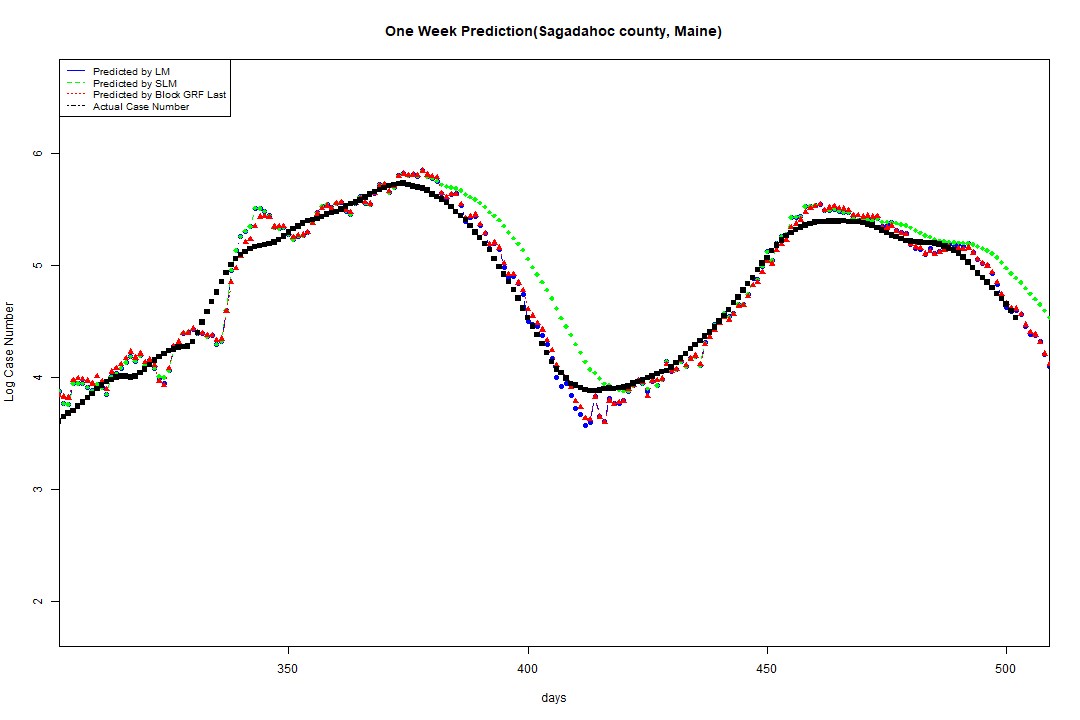 One Week Prediction(Sagadahoc county, Maine)
Predicted by LM
Predicted by SLM
Predicted by Block GRF Last
Actual Case Number
6
5
4
3
2
Log Case Number
350 400 450 500
days